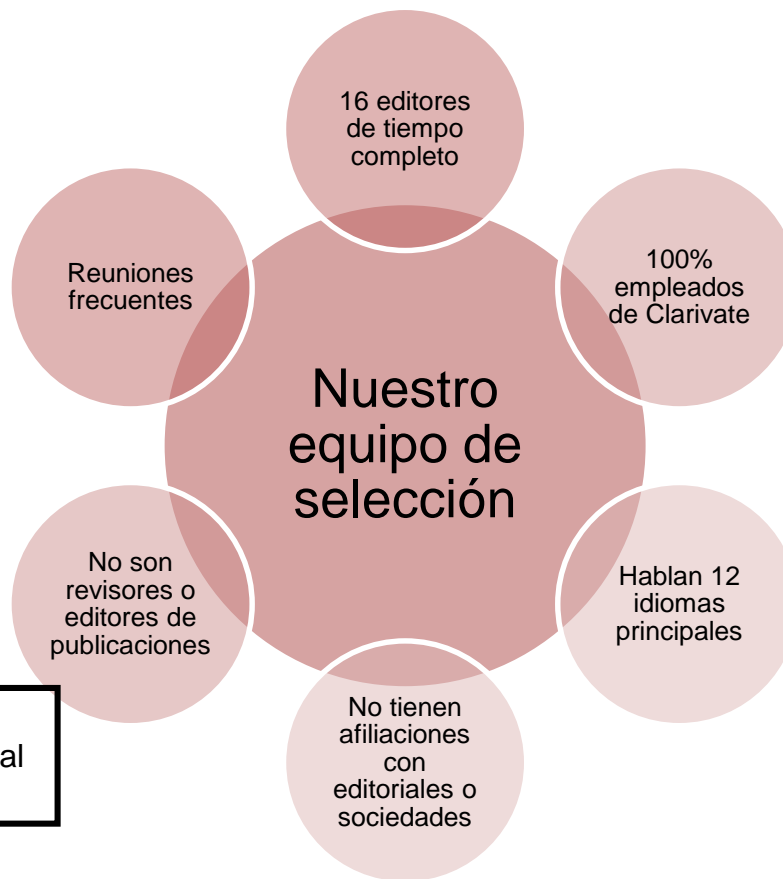 16 editores
de tiempo
completo
Reuniones
frecuentes
100%
empleados
de Clarivate
Nuestro
equipo de
selección
No son
revisores o
editores de
publicaciones
Hablan 12
idiomas
principales
No tienen
afiliaciones
con
editoriales o
sociedades